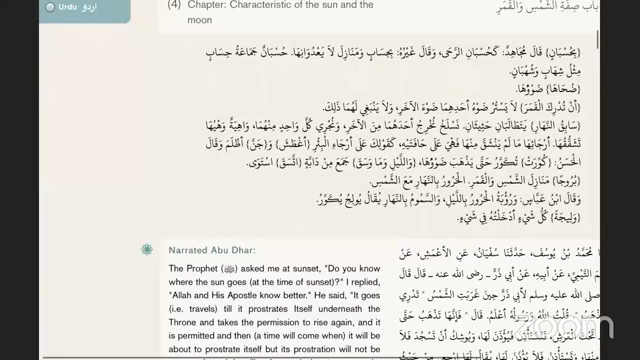 Urdu اردو
(4) Chapter: Characteristic of the sun and the moon
باب صِفَةِ الشَّمْسِ وَالْقَمَرِ
{بِحُسْبَانٍ} قَالَ مُجَاهِدٌ: كَحُسْبَانِ الرَّحَى، وَقَالَ غَيْرُهُ: بِحِسَابٍ وَمَنَازِلَ لاَ يَعْدُوَانِهَا. حُسْبَانٌ جَمَاعَةُ حِسَابٍ
مِثْلُ شِهَابٍ وَشُهْبَانٍ.
{ضُحَاهَا} ضَوْؤُهَا.
{أَنْ تُدْرِكَ الْقَمَرَ} لاَ يَسْتُرُ ضَوْءُ أَحَدِهِمَا ضَوْءَ الآخَرِ، وَلاَ يَنْبَغِي لَهُمَا ذَلِكَ.
{سَابِقُ النَّهَارِ} يَتَطَالَبَانِ حَثِيثَانِ. نَسْلَخُ نُخْرِجُ أَحَدَهُمَا مِنَ الآخَرِ، وَنُجْرِي كُلَّ وَاحِدٍ مِنْهُمَا، وَاهِيَةٌ وَهْيُهَا
تَشَقُّقُهَا. أَرْجَائِهَا مَا لَمْ يَنْشَقَّ مِنْهَا فَهْىَ عَلَى حَافَتَيْهِ، كَقَوْلِكَ عَلَى أَرْجَاءِ الْبِئْرِ {أَغْطَشَ} وَ{جَنَّ} أَظْلَمَ وَقَالَ
الْحَسَنُ: {كُوِّرَتْ} تُكَوَّرُ حَتَّى يَذْهَبَ ضَوْؤُهَا، {وَاللَّيْلِ وَمَا وَسَقَ} جَمَعَ مِنْ دَابَّةٍ {اتَّسَقَ} اسْتَوَى.
{بُرُوجًا} مَنَازِلَ الشَّمْسِ وَالْقَمَرِ. الْحَرُورُ بِالنَّهَارِ مَعَ الشَّمْسِ.
وَقَالَ ابْنُ عَبَّاسٍ: وَرُؤْبَةُ الْحَرُورُ بِاللَّيْلِ، وَالسَّمُومُ بِالنَّهَارِ يُقَالُ يُولِجُ يُكَوِّرُ.
{وَلِيجَةً} كُلُّ شَىْءٍ أَدْخَلْتَهُ فِي شَىْءٍ.
Narrated Abu Dhar:
The Prophet (ﷺ) asked me at sunset, "Do you know
where the sun goes (at the time of sunset)?" I replied,
"Allah and His Apostle know better." He said, "It goes
(i.e. travels) till it prostrates Itself underneath the
Throne and takes the permission to rise again, and it
is permitted and then (a time will come when) it will
be about to prostrate itself but its prostration will not be
مُحَمَّدُ بْنُ يُوسُفَ، حَدَّثَنَا سُفْيَانُ، عَنِ الأَعْمَشِ، عَنْ
التَّيْمِيِّ، عَنْ أَبِيهِ، عَنْ أَبِي ذَرٍّ ـ رضى الله عنه ـ قَالَ قَالَ
صلى الله عليه وسلم لأَبِي ذَرٍّ حِينَ غَرَبَتِ الشَّمْسُ " تَدْرِي
‏"‏‏.‏ قُلْتُ اللَّهُ وَرَسُولُهُ أَعْلَمُ‏.‏ قَالَ ‏"‏ فَإِنَّهَا تَذْهَبُ حَتَّى
تَحْتَ الْعَرْشِ، فَتَسْتَأْذِنَ فَيُؤْذَنَ لَهَا، وَيُوشِكُ أَنْ تَسْجُدَ فَلاَ
zoom